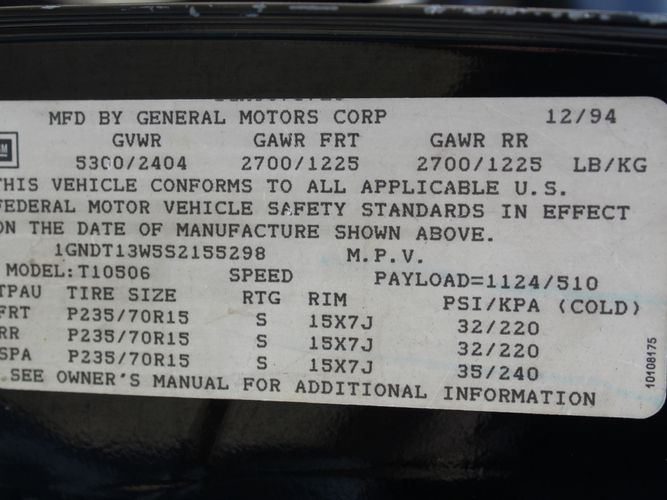 MFD BY GENERAL MOTORS CORP 12/94
GM
GVWR GAWR FRT GAWR RR
5300/2404 2700/1225 2700/1225 LB/KG
THIS VEHICLE CONFORMS TO ALL APPLICABLE U.S.
FEDERAL MOTOR VEHICLE SAFETY STANDARDS IN EFFECT
ON THE DATE OF MANUFACTURE SHOWN ABOVE.
1GNDT13W5S2155298 M.P.V.
MODEL:T10506 SPEED PAYLOAD=1124/510
TPAU TIRE SIZE RTG RIM PSI/KPA (COLD)
FRT P235/70R15 S 15X7J 32/220
RR P235/70R15 S 15X7J 32/220
SPA P235/70R15 S 15X7J 35/240
SEE OWNER'S MANUAL FOR ADDITIONAL INFORMATION
10108175